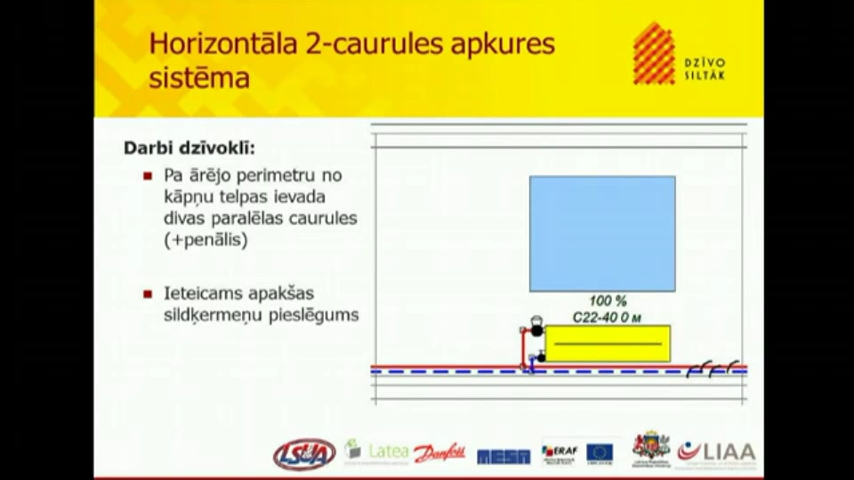 Horizontāla 2-caurules apkures
sistēma
DZĪVO
SILTĀK
Darbi dzīvoklī:
Pa ārējo perimetru no
kāpņu telpas ievada
divas paralēlas caurules
(+penālis)
Ieteicams apakšas
sildķermeņu pieslēgums
100 %
C22-40 0 м
Latea
Danfoss
ERAF
LIAA